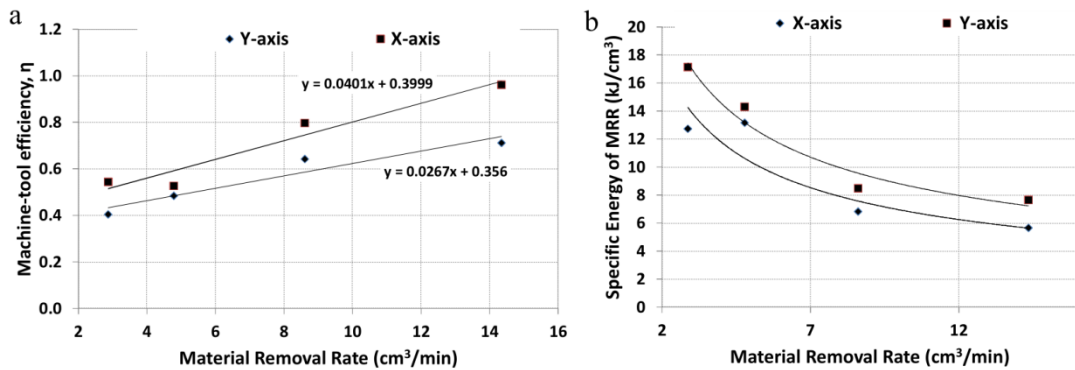 a
Y-axis X-axis
Machine-tool efficiency, η
1.2
1.0
0.8
0.6
0.4
0.2
0.0
y = 0.0401x + 0.3999
y = 0.0267x + 0.356
2 4 6 8 10 12 14 16
Material Removal Rate (cm³/min)
b
X-axis Y-axis
Specific Energy of MRR (kJ/cm³)
20
18
16
14
12
10
8
6
4
2
0
2 7 12
Material Removal Rate (cm³/min)